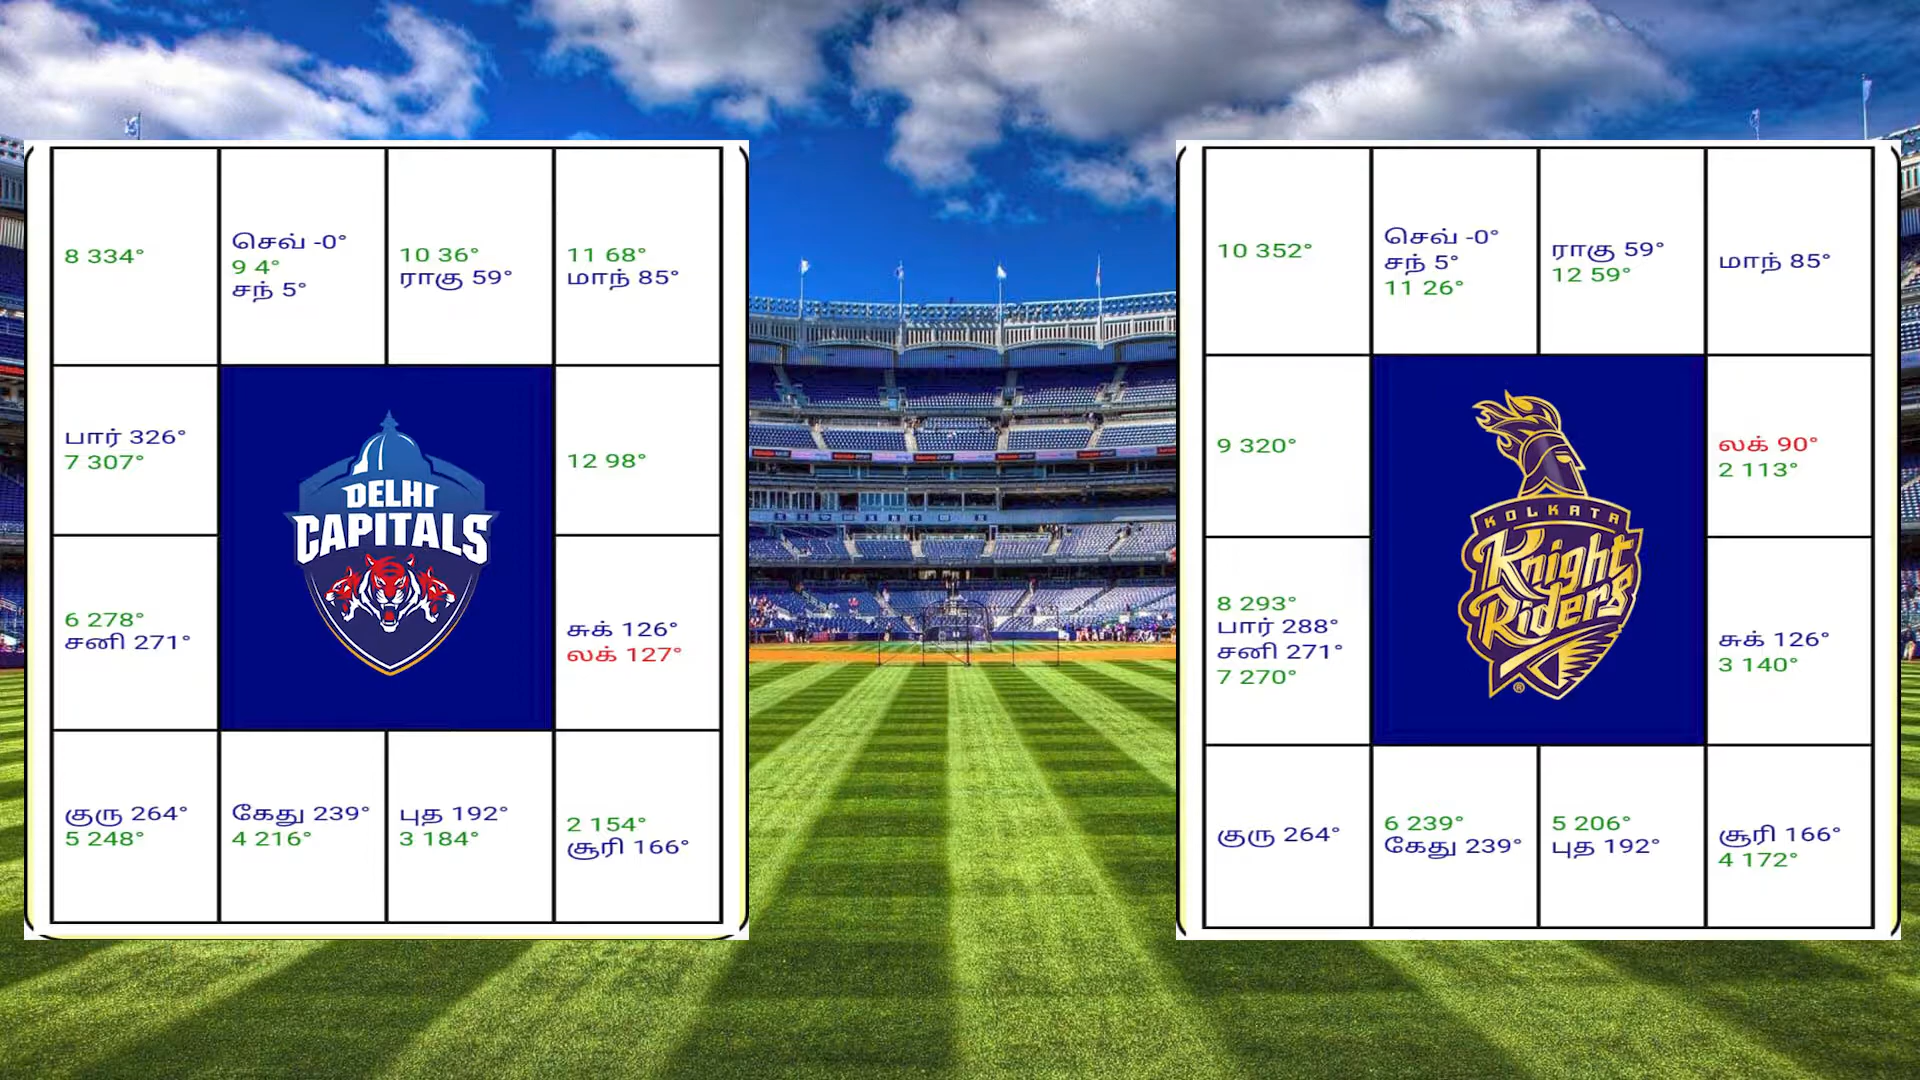 8 334°
செவ் -0°
9 4°
சந் 5°
10 36°
ராகு 59°
11 68°
மாந் 85°
பார் 326°
7 307°
12 98°
6 278°
சனி 271°
சுக் 126°
லக் 127°
குரு 264°
5 248°
கேது 239°
4 216°
புத 192°
3 184°
2 154°
சூரி 166°
DELHI
CAPITALS
10 352°
செவ் -0°
சந் 5°
11 26°
ராகு 59°
12 59°
மாந் 85°
9 320°
லக் 90°
2 113°
8 293°
பார் 288°
சனி 271°
7 270°
சுக் 126°
3 140°
குரு 264°
6 239°
கேது 239°
5 206°
புத 192°
சூரி 166°
4 172°
KOLKATA
Knight
Riders
®